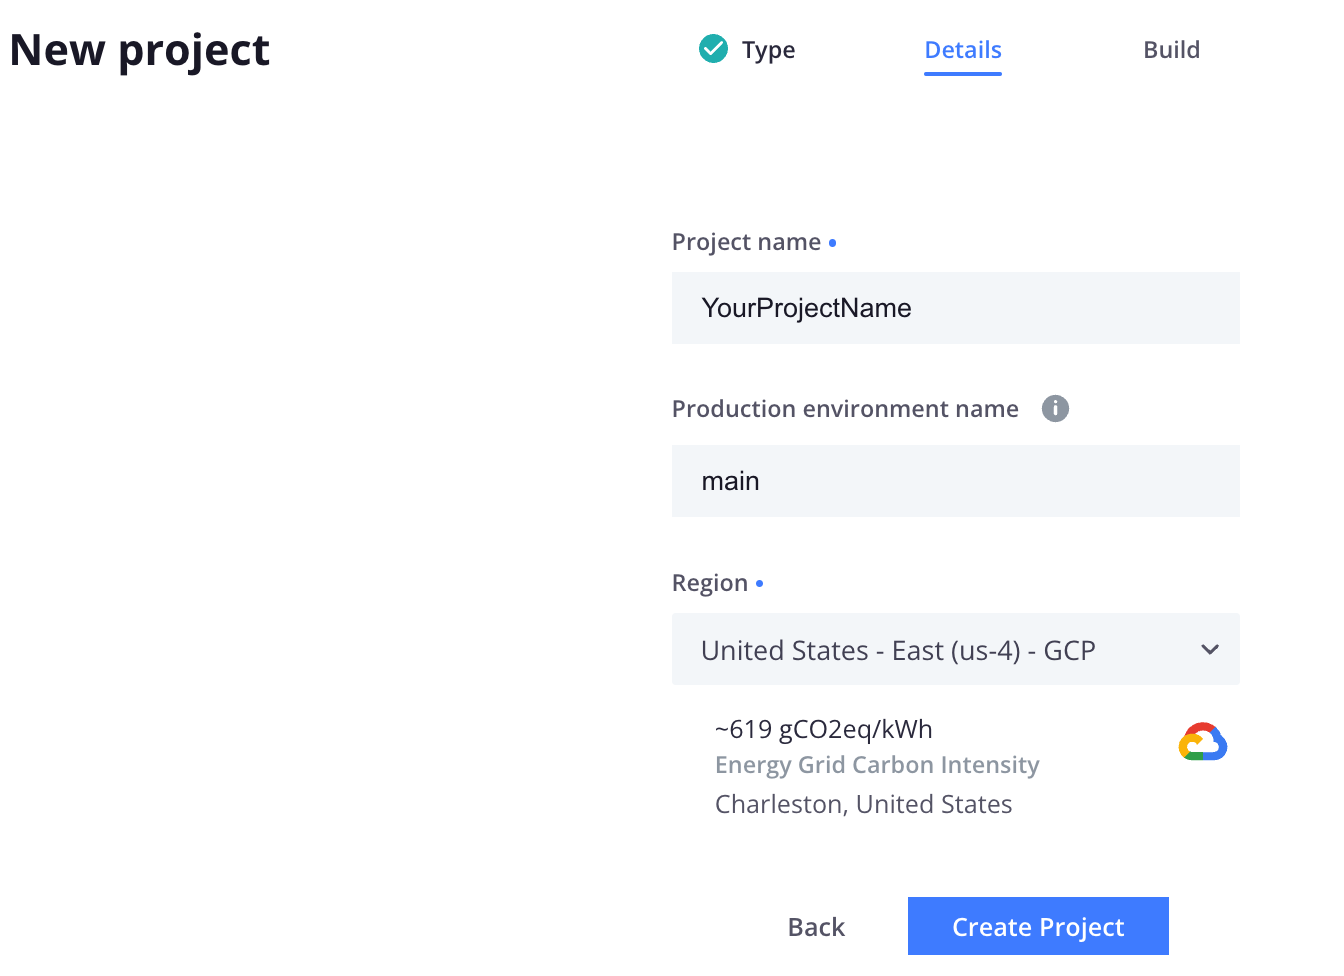 New project
Type
Details
Build
Project name
YourProjectName
Production environment name
main
Region
United States - East (us-4) - GCP
~619 gCO2eq/kWh
Energy Grid Carbon Intensity
Charleston, United States
Back
Create Project